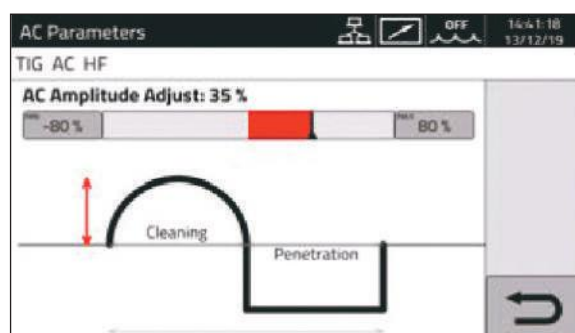 AC Parameters
OFF
14:41:18
13/12/19
TIG AC HF
AC Amplitude Adjust: 35 %
MIN
-80 %
MAX
80 %
Cleaning
Penetration